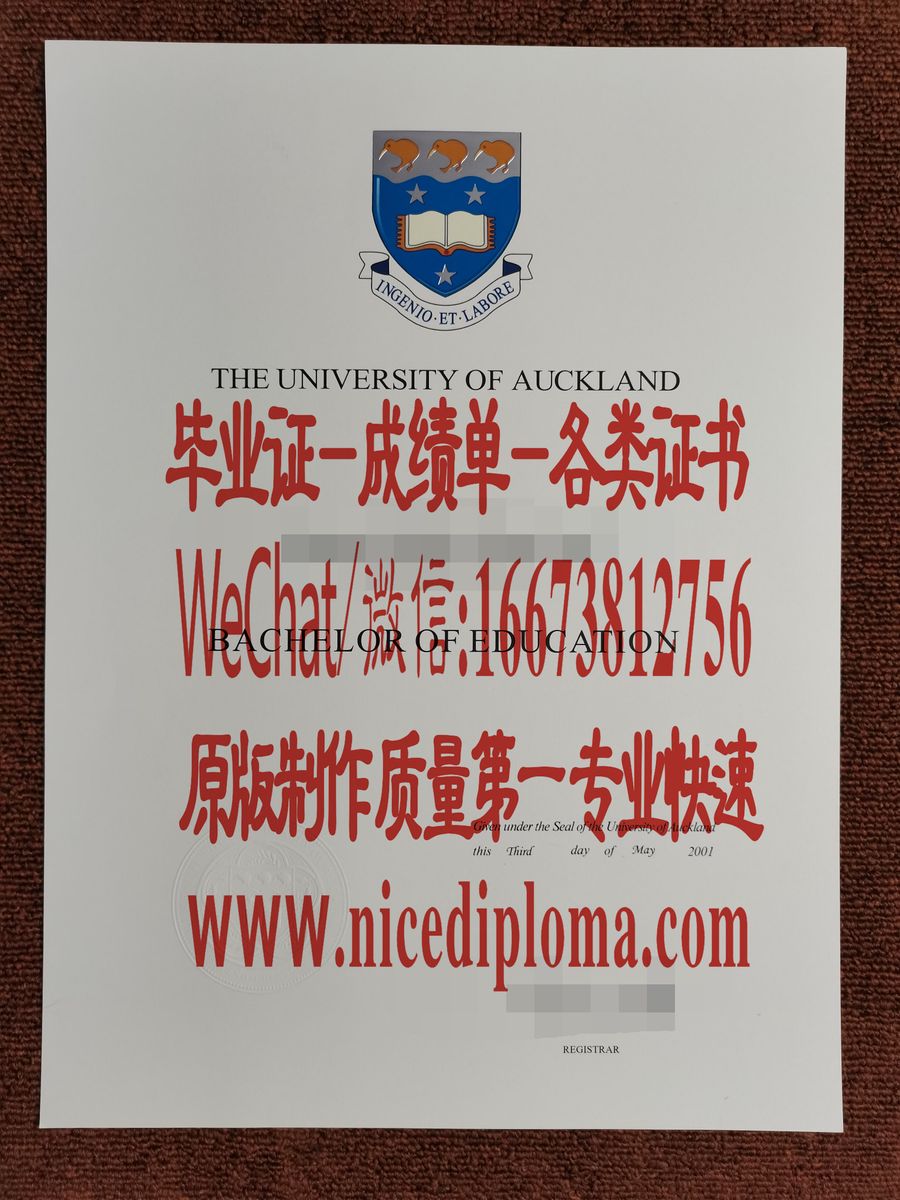 INGENIO·ET·LABORE
THE UNIVERSITY OF AUCKLAND
毕业证一成绩单一各类证书
WeChat/微信:16673812756
BACHELOR OF EDUCATION
原版制作质量第一专业快速
Given under the Seal of the University of Auckland
this Third day of May 2001
www.nicediploma.com
REGISTRAR